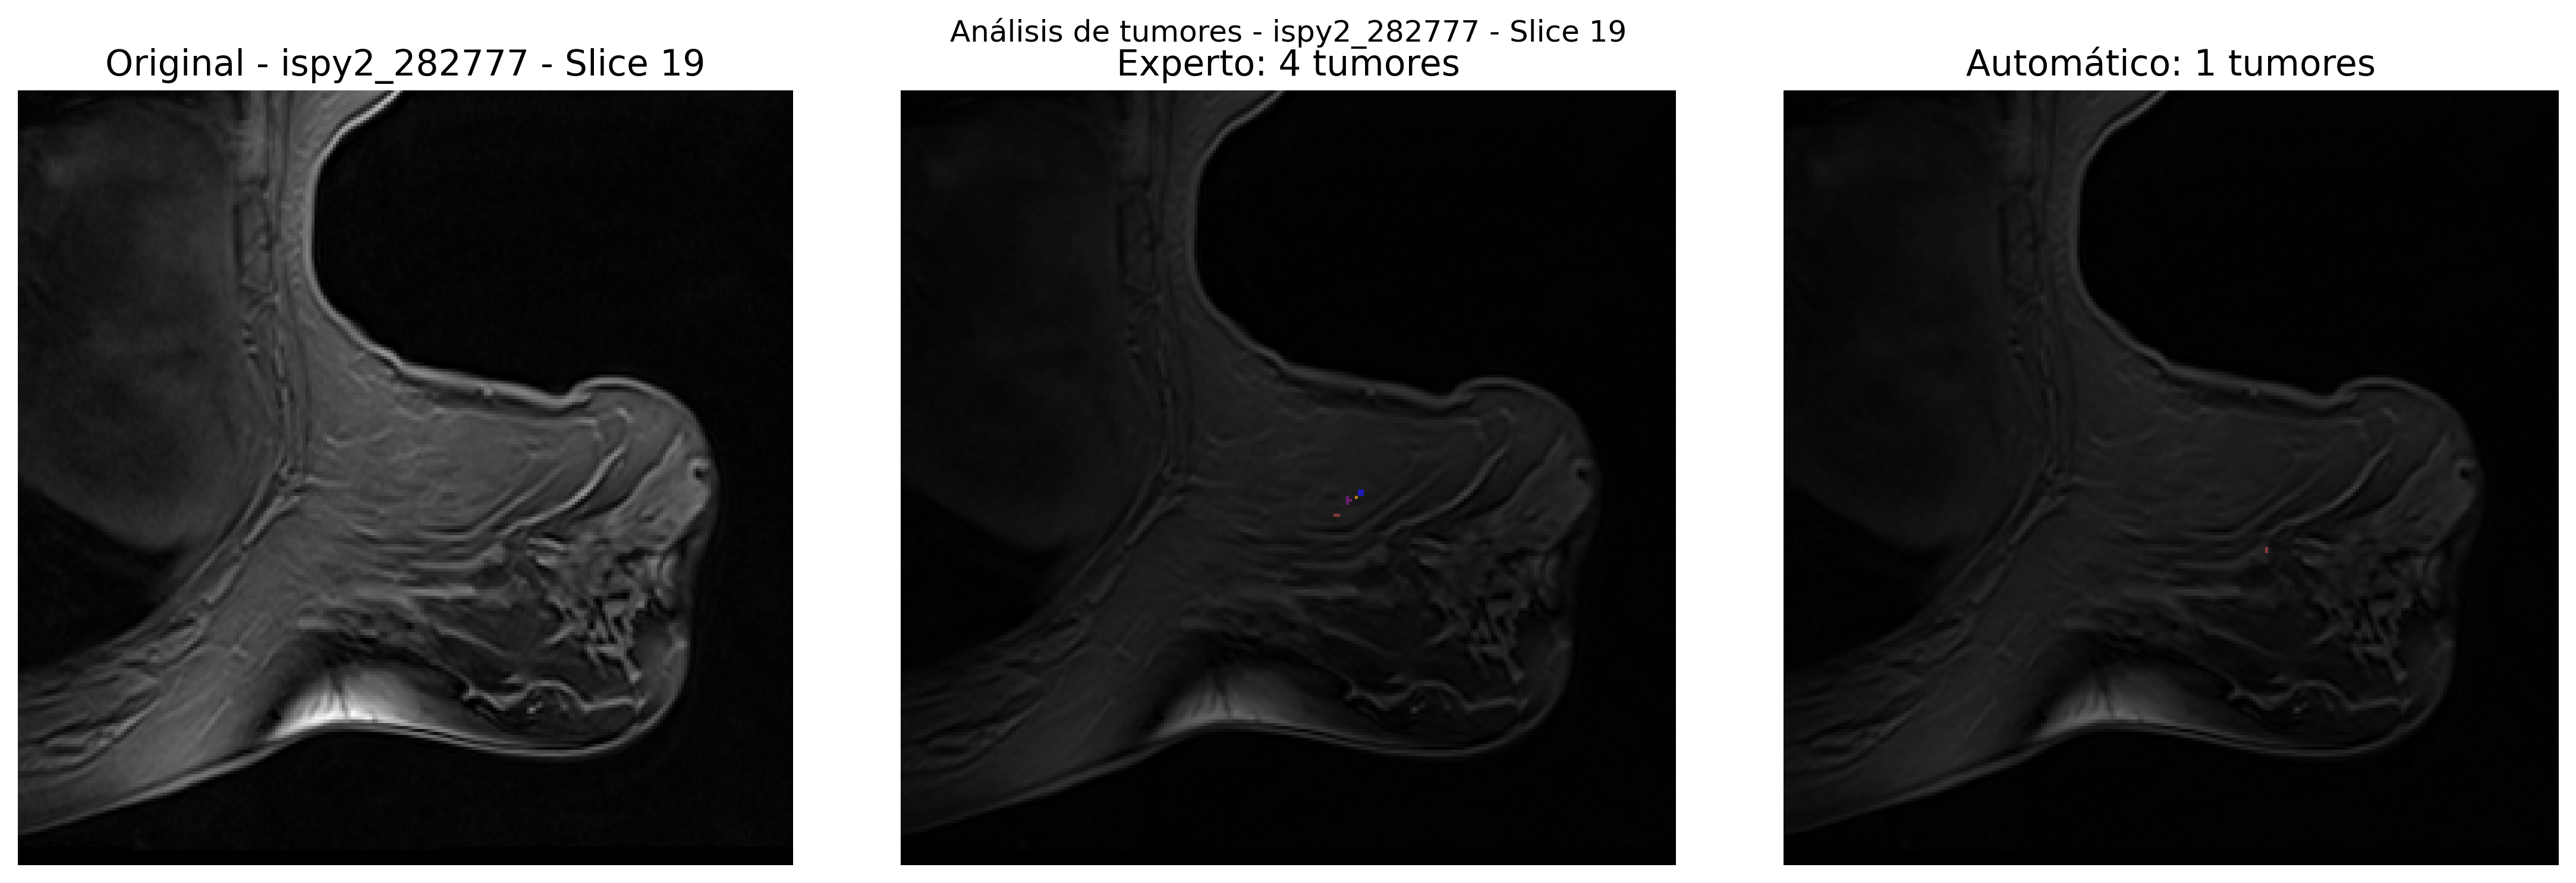 Análisis de tumores - ispy2_282777 - Slice 19
Original - ispy2_282777 - Slice 19
Experto: 4 tumores
Automático: 1 tumores